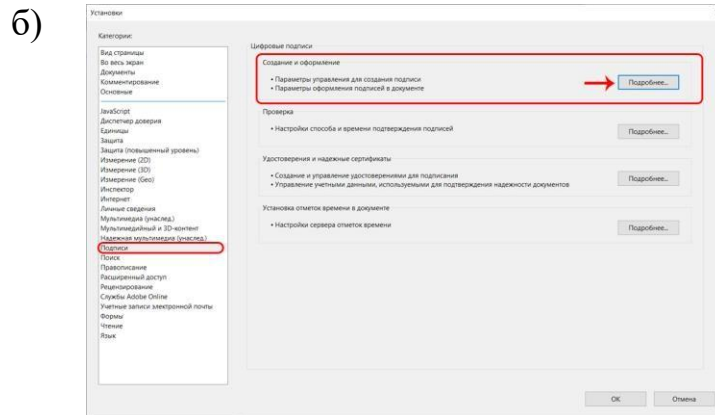 б)
Установки
Категории:
Вид страницы
Во весь экран
Документы
Комментирование
Основные
JavaScript
Диспетчер доверия
Единицы
Защита
Защита (повышенный уровень)
Измерение (2D)
Измерение (3D)
Измерение (Geo)
Инспектор
Интернет
Личные сведения
Мультимедиа (унаслед.)
Мультимедийный и 3D-контент
Надежная мультимедиа (унаслед.)
Подписи
Поиск
Правописание
Расширенный доступ
Рецензирование
Службы Adobe Online
Учетные записи электронной почты
Формы
Чтение
Язык
Цифровые подписи
Создание и оформление
• Параметры управления для создания подписи
• Параметры оформления подписей в документе
Подробнее...
Проверка
• Настройки способа и времени подтверждения подписей
Подробнее...
Удостоверения и надежные сертификаты
• Создание и управление удостоверениями для подписания
• Управление учетными данными, используемыми для подтверждения надежности документов
Подробнее...
Установка отметок времени в документе
• Настройки сервера отметок времени
Подробнее...
ОК
Отмена